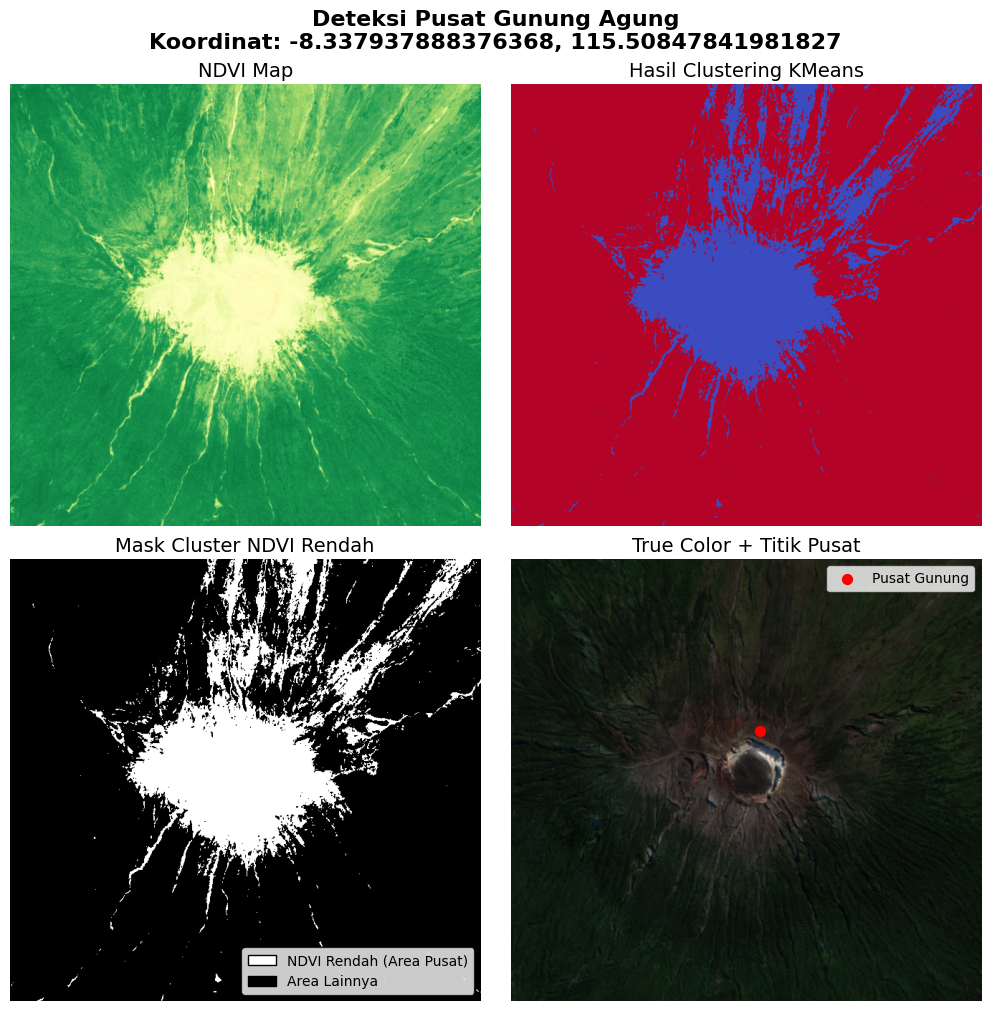 Deteksi Pusat Gunung Agung
Koordinat: -8.337937888376368, 115.50847841981827
NDVI Map
Hasil Clustering KMeans
Mask Cluster NDVI Rendah
True Color + Titik Pusat
Pusat Gunung
NDVI Rendah (Area Pusat)
Area Lainnya